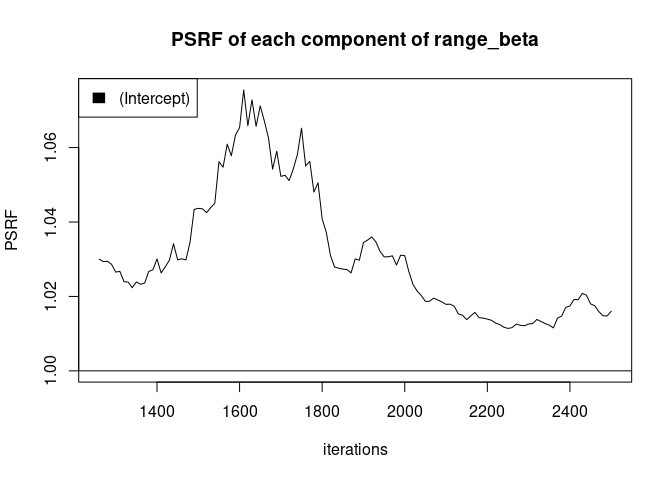 PSRF of each component of range_beta
(Intercept)
PSRF
1.06
1.04
1.02
1.00
1400 1600 1800 2000 2200 2400
iterations